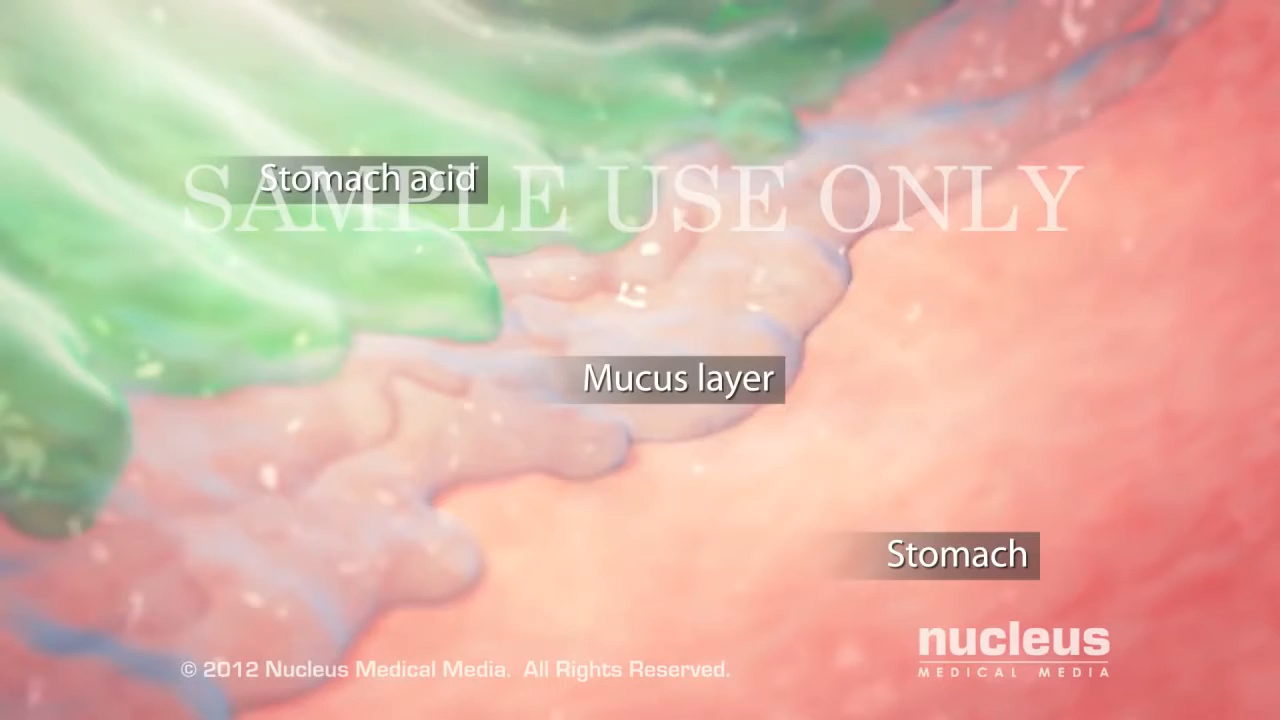 SAMPLE USE ONLY
Stomach acid
Mucus layer
Stomach
nucleus
MEDICAL MEDIA
© 2012 Nucleus Medical Media. All Rights Reserved.